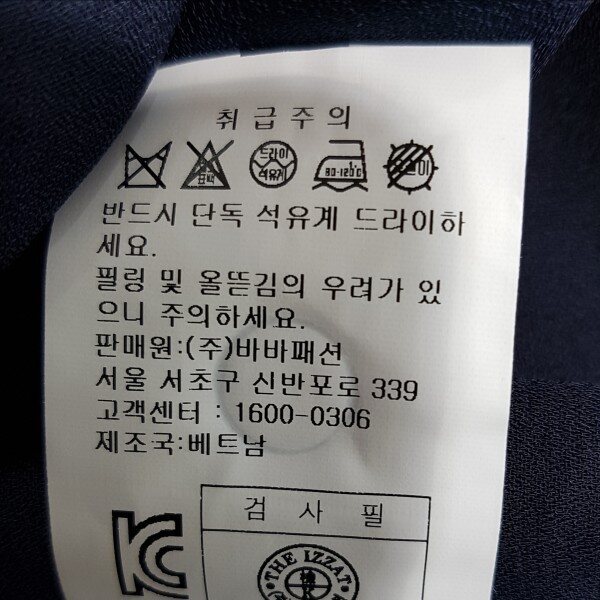 취급주의
표백
드라이
석유계
80-120℃
반드시 단독 석유계 드라이하
세요.
필링 및 올뜯김의 우려가 있
으니 주의하세요.
판매원:(주)바바패션
서울 서초구 신반포로 339
고객센터 : 1600-0306
제조국:베트남
검 사 필
THE IZZAT